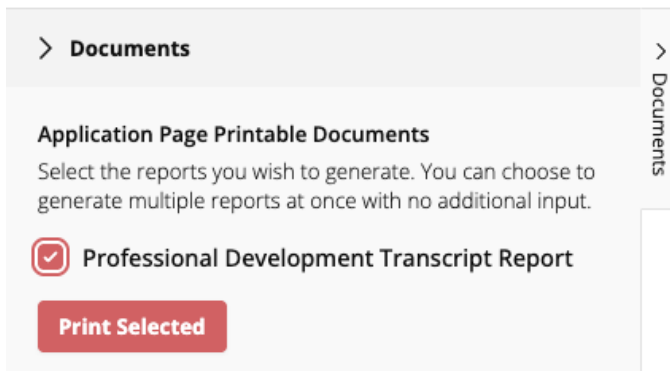 Documents
Application Page Printable Documents
Select the reports you wish to generate. You can choose to
generate multiple reports at once with no additional input.
Professional Development Transcript Report
Print Selected
Documents